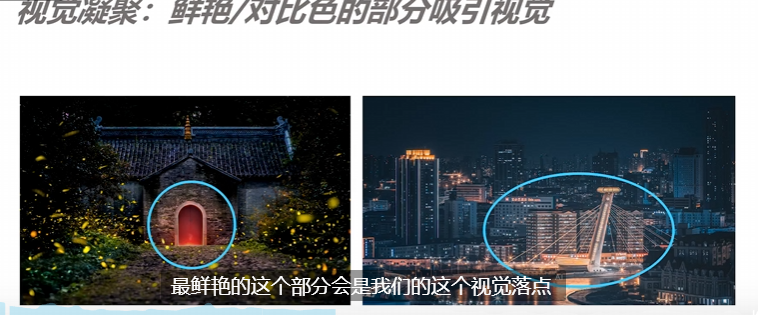 视觉凝聚：鲜艳/对比色的部分吸引视觉
最鲜艳的这个部分会是我们的这个视觉落点